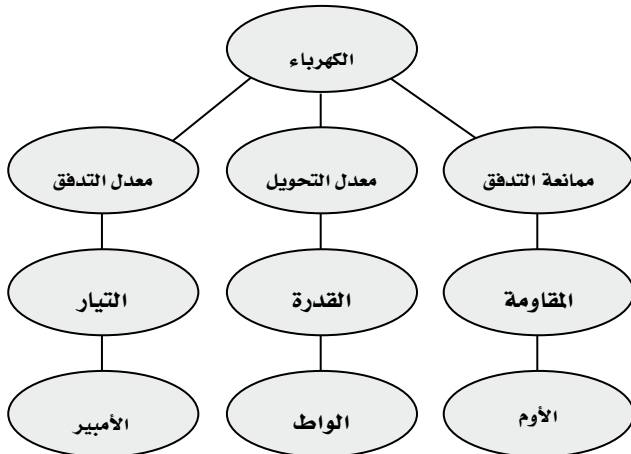 الكهرباء
ممانعة التدفق
معدل التحويل
معدل التدفق
المقاومة
القدرة
التيار
الأوم
الواط
الأمبير